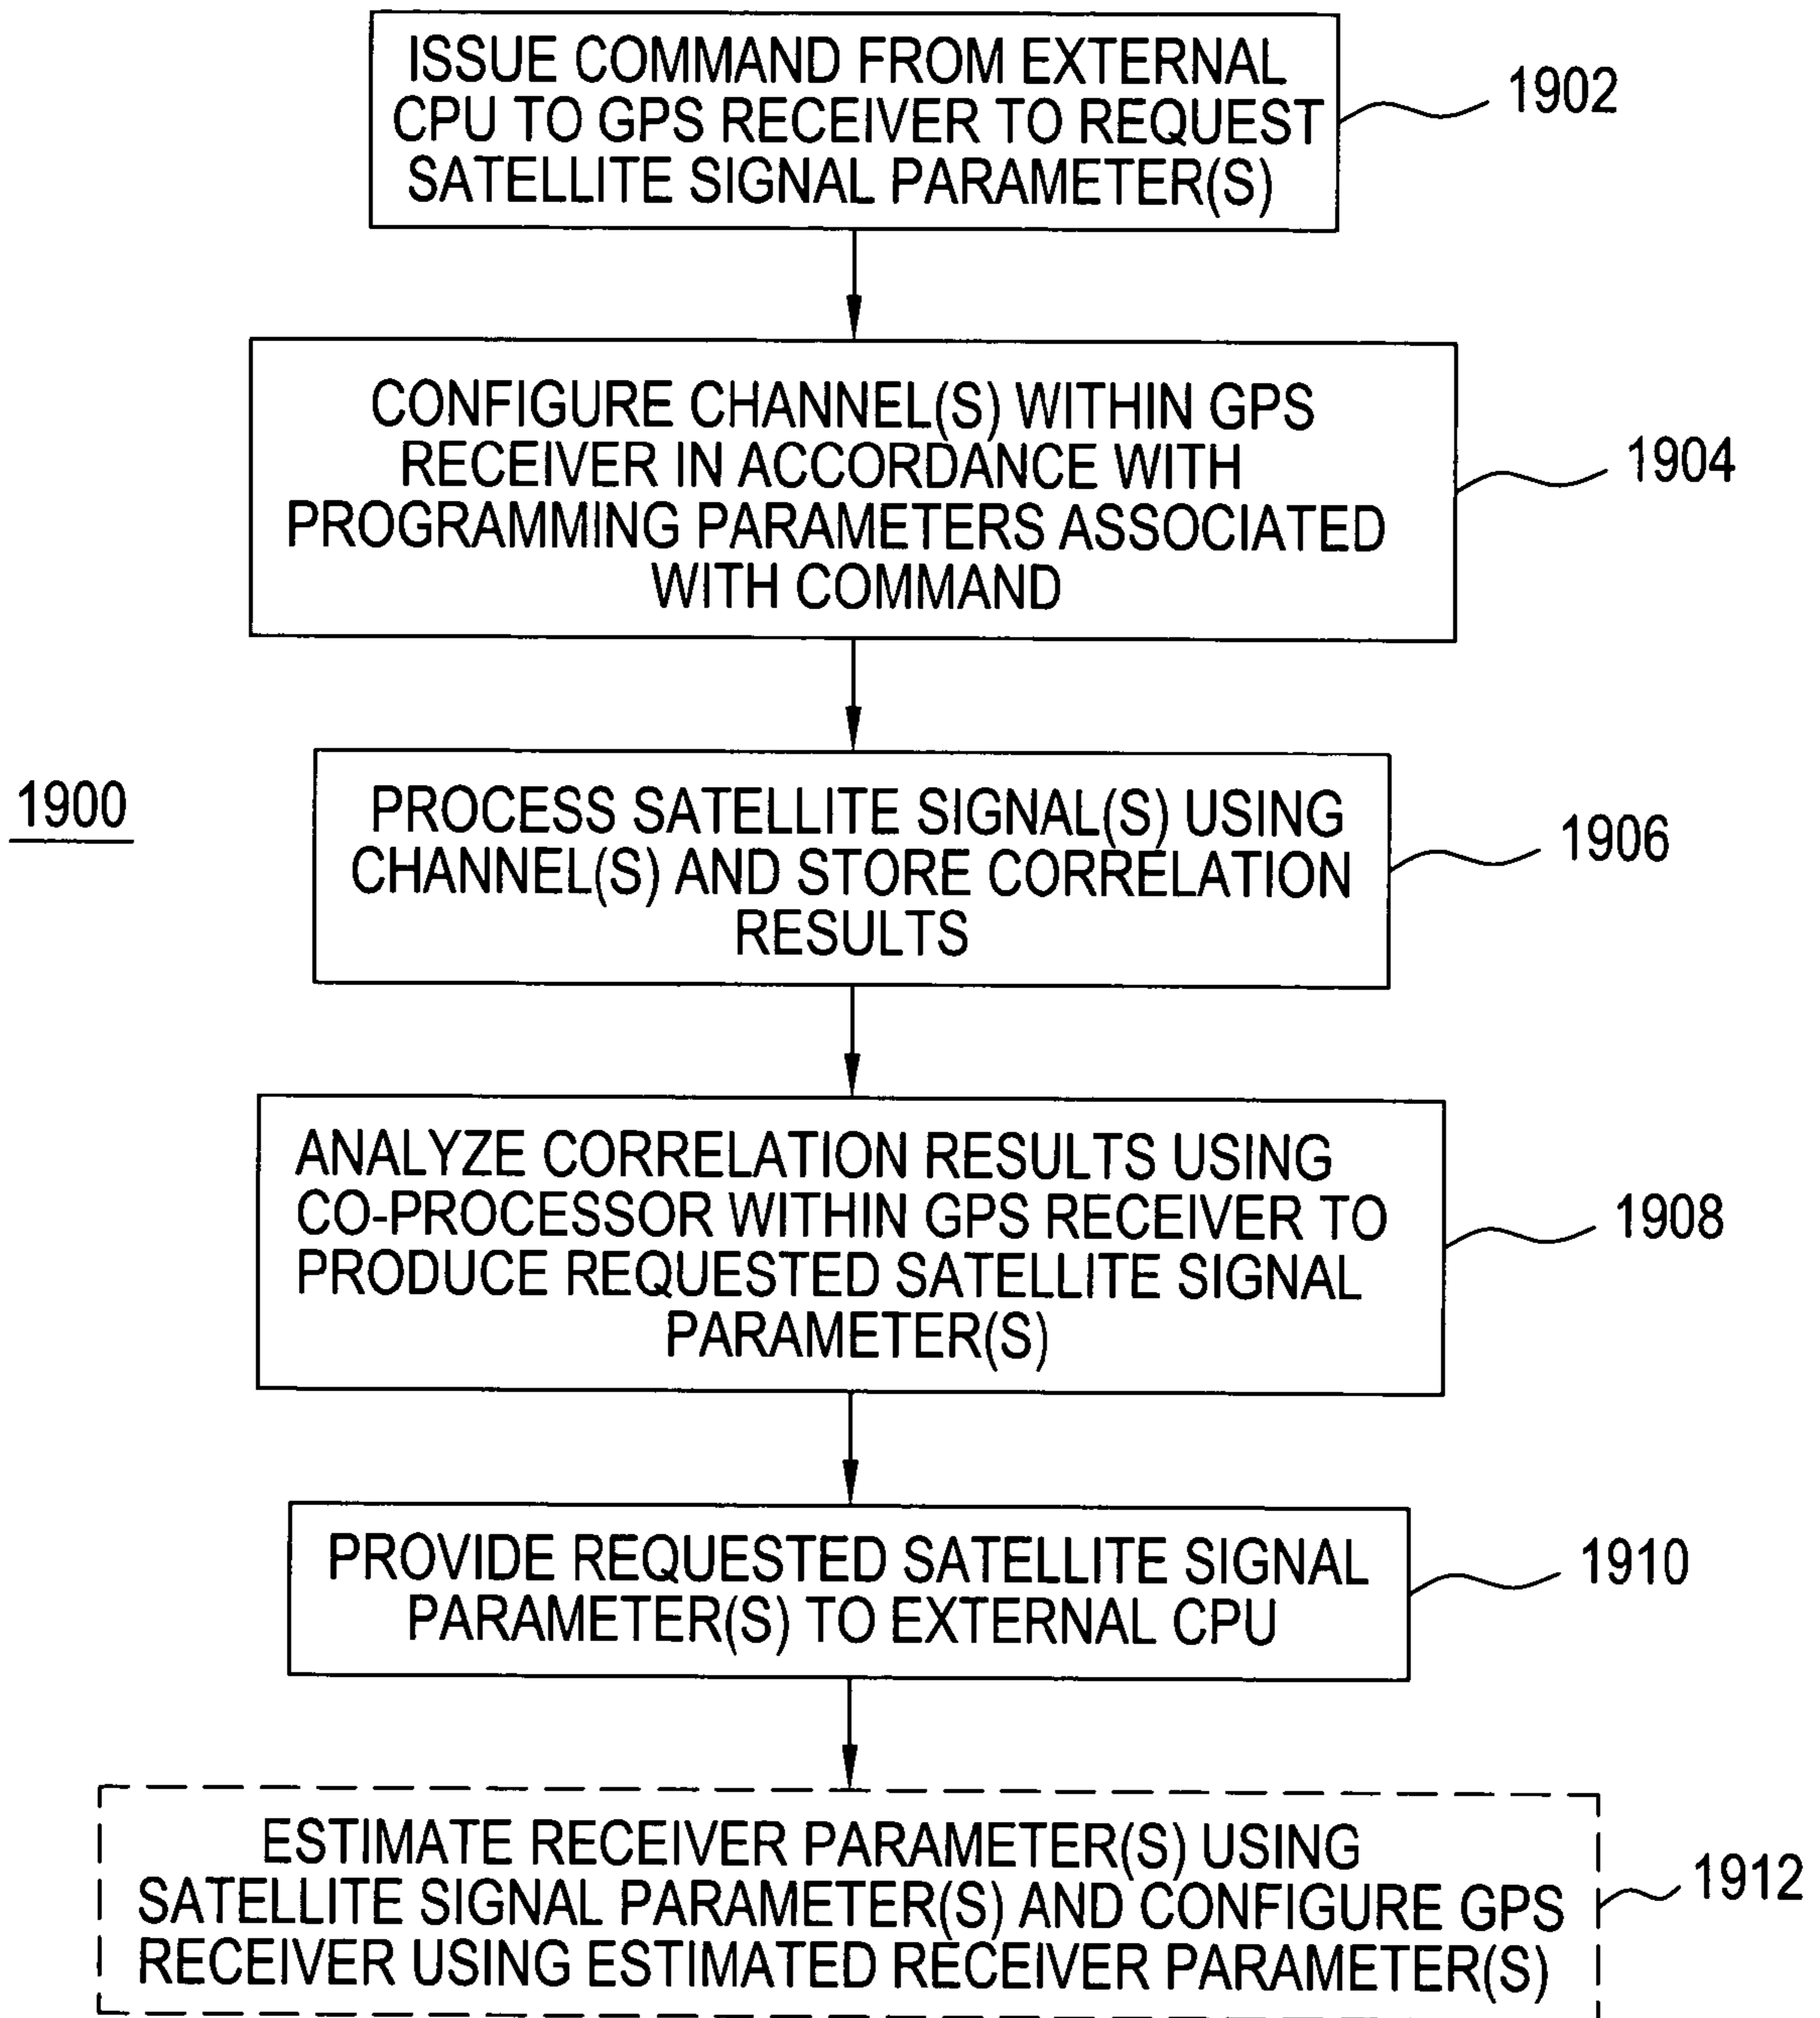 ISSUE COMMAND FROM EXTERNAL
CPU TO GPS RECEIVER TO REQUEST
SATELLITE SIGNAL PARAMETER(S)
1902
CONFIGURE CHANNEL(S) WITHIN GPS
RECEIVER IN ACCORDANCE WITH
PROGRAMMING PARAMETERS ASSOCIATED
WITH COMMAND
1904
1900
PROCESS SATELLITE SIGNAL(S) USING
CHANNEL(S) AND STORE CORRELATION
RESULTS
1906
ANALYZE CORRELATION RESULTS USING
CO-PROCESSOR WITHIN GPS RECEIVER TO
PRODUCE REQUESTED SATELLITE SIGNAL
PARAMETER(S)
1908
PROVIDE REQUESTED SATELLITE SIGNAL
PARAMETER(S) TO EXTERNAL CPU
1910
ESTIMATE RECEIVER PARAMETER(S) USING
SATELLITE SIGNAL PARAMETER(S) AND CONFIGURE GPS
RECEIVER USING ESTIMATED RECEIVER PARAMETER(S)
1912